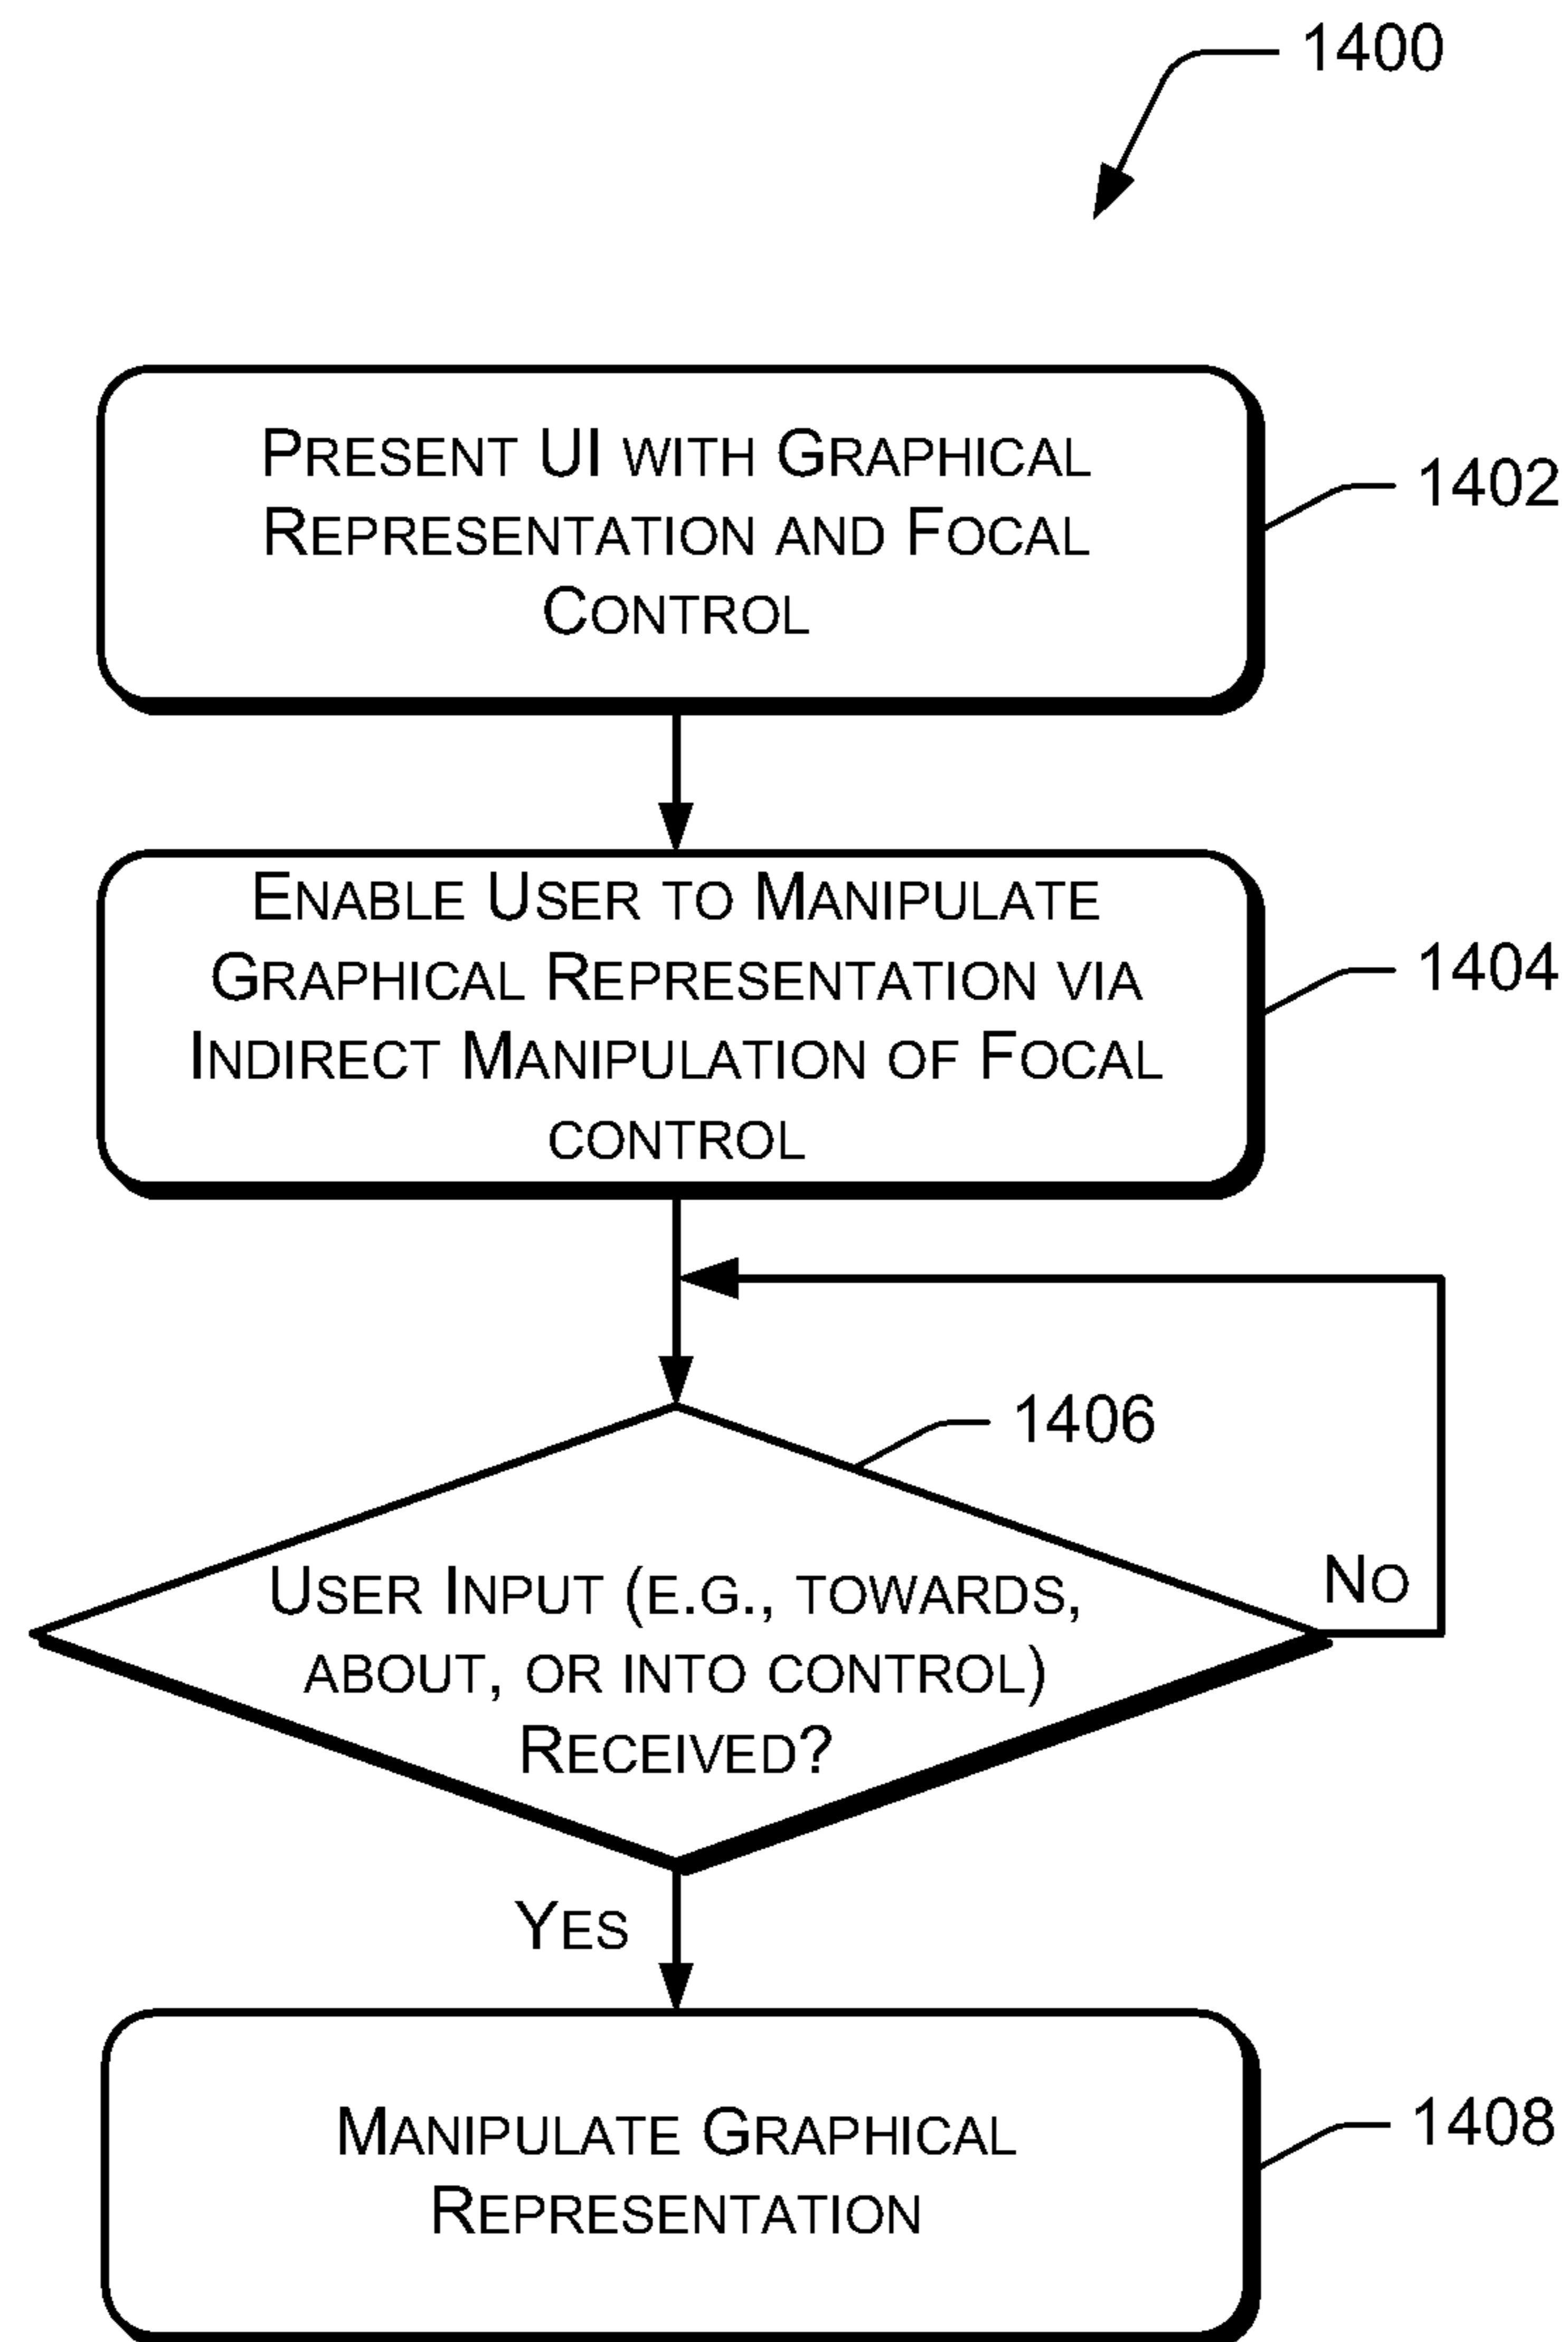 1400
PRESENT UI WITH GRAPHICAL
REPRESENTATION AND FOCAL
CONTROL
1402
ENABLE USER TO MANIPULATE
GRAPHICAL REPRESENTATION VIA
INDIRECT MANIPULATION OF FOCAL
CONTROL
1404
1406
USER INPUT (E.G., TOWARDS,
ABOUT, OR INTO CONTROL)
RECEIVED?
NO
YES
MANIPULATE GRAPHICAL
REPRESENTATION
1408